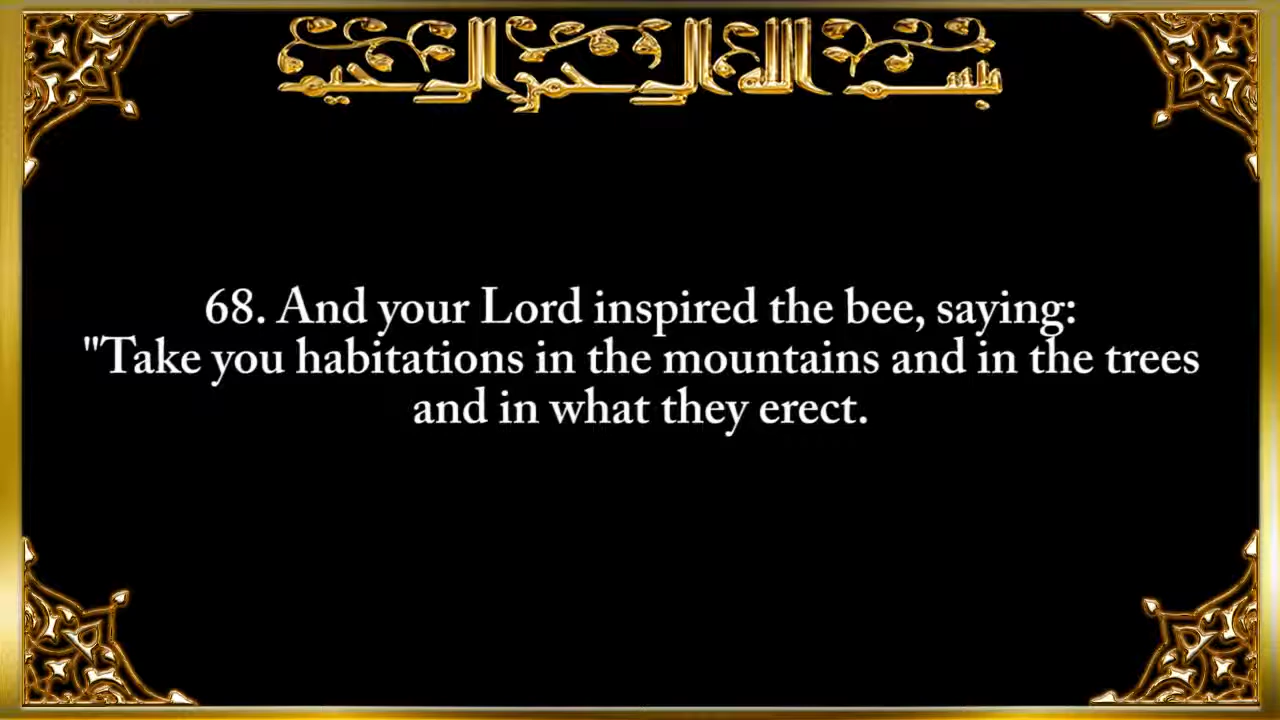 بسم الله الرحمن الرحيم
68. And your Lord inspired the bee, saying:
"Take you habitations in the mountains and in the trees
and in what they erect.